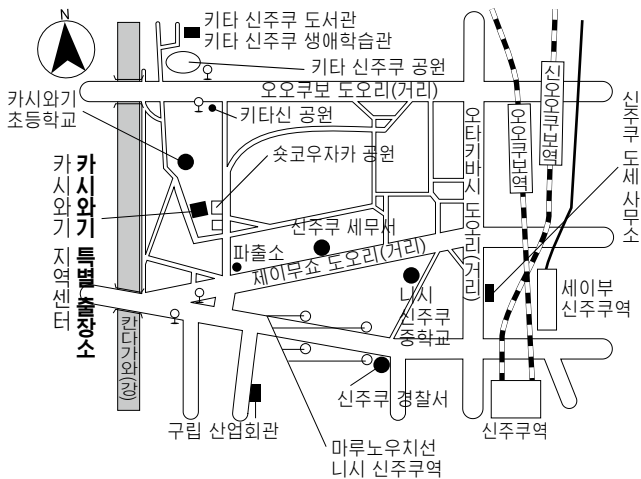 N
키타 신주쿠 도서관
키타 신주쿠 생애학습관
키타 신주쿠 공원
오오쿠보 도오리(거리)
카시와기
초등학교
키타신 공원
숏코우자카 공원
카시와기 특별 출장소
카시와기 지역센터
신주쿠 세무서
파출소
제이무쇼 도오리(거리)
니시
신주쿠
중학교
오타키바시 도오리(거리)
오오쿠보역
신오오쿠보역
신주쿠 도세 사무소
세이부
신주쿠역
칸다가와(강)
신주쿠 경찰서
구립 산업회관
신주쿠역
마루노우치선
니시 신주쿠역